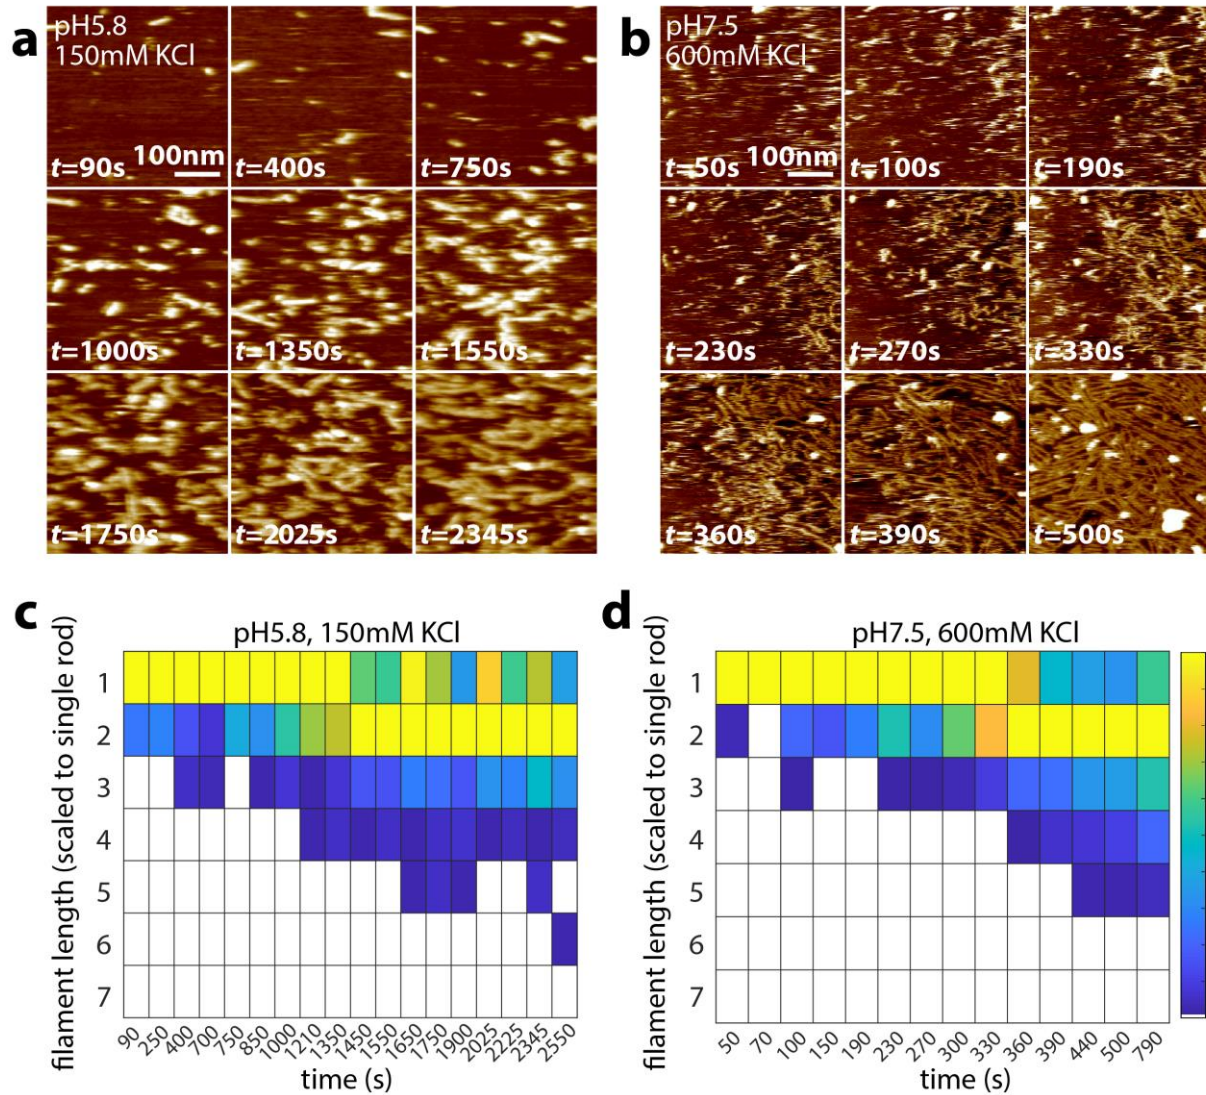 a
pH5.8
150mM KCl
100nm
t=90s
t=400s
t=750s
t=1000s
t=1350s
t=1550s
t=1750s
t=2025s
t=2345s
b
pH7.5
600mM KCl
100nm
t=50s
t=100s
t=190s
t=230s
t=270s
t=330s
t=360s
t=390s
t=500s
c
pH5.8, 150mM KCl
filament length (scaled to single rod)
1
2
3
4
5
6
7
90 250 400 700 750 850 1000 1210 1350 1450 1550 1650 1750 1900 2025 2225 2345 2550
time (s)
d
pH7.5, 600mM KCl
filament length (scaled to single rod)
1
2
3
4
5
6
7
50 70 100 150 190 230 270 300 330 360 390 440 500 790
time (s)